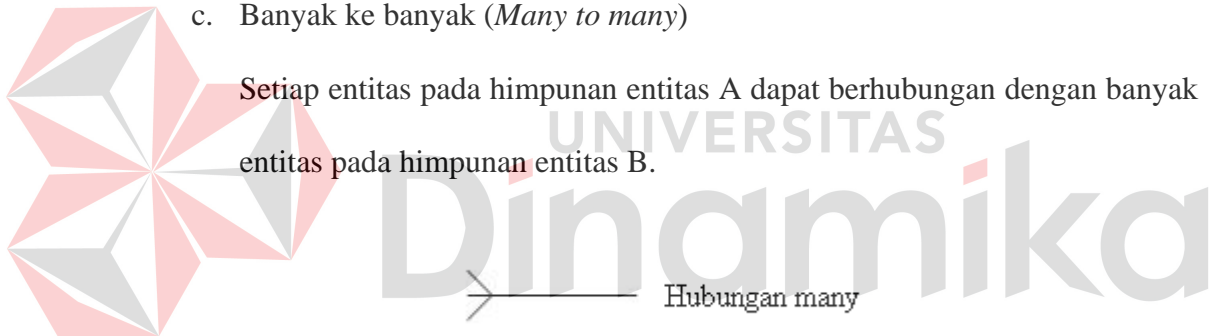 c. Banyak ke banyak (Many to many)
Setiap entitas pada himpunan entitas A dapat berhubungan dengan banyak
UNIVERSITAS
entitas pada himpunan entitas B.
Dinamika
Hubungan many